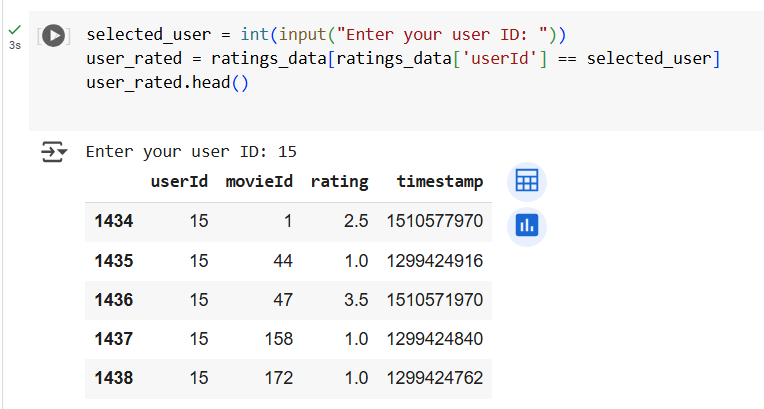 selected_user = int(input("Enter your user ID: "))
3s
user_rated = ratings_data[ratings_data['userId'] == selected_user]
user_rated.head()
Enter your user ID: 15
userId movieId rating timestamp
1434 15 1 2.5 1510577970
1435 15 44 1.0 1299424916
1436 15 47 3.5 1510571970
1437 15 158 1.0 1299424840
1438 15 172 1.0 1299424762